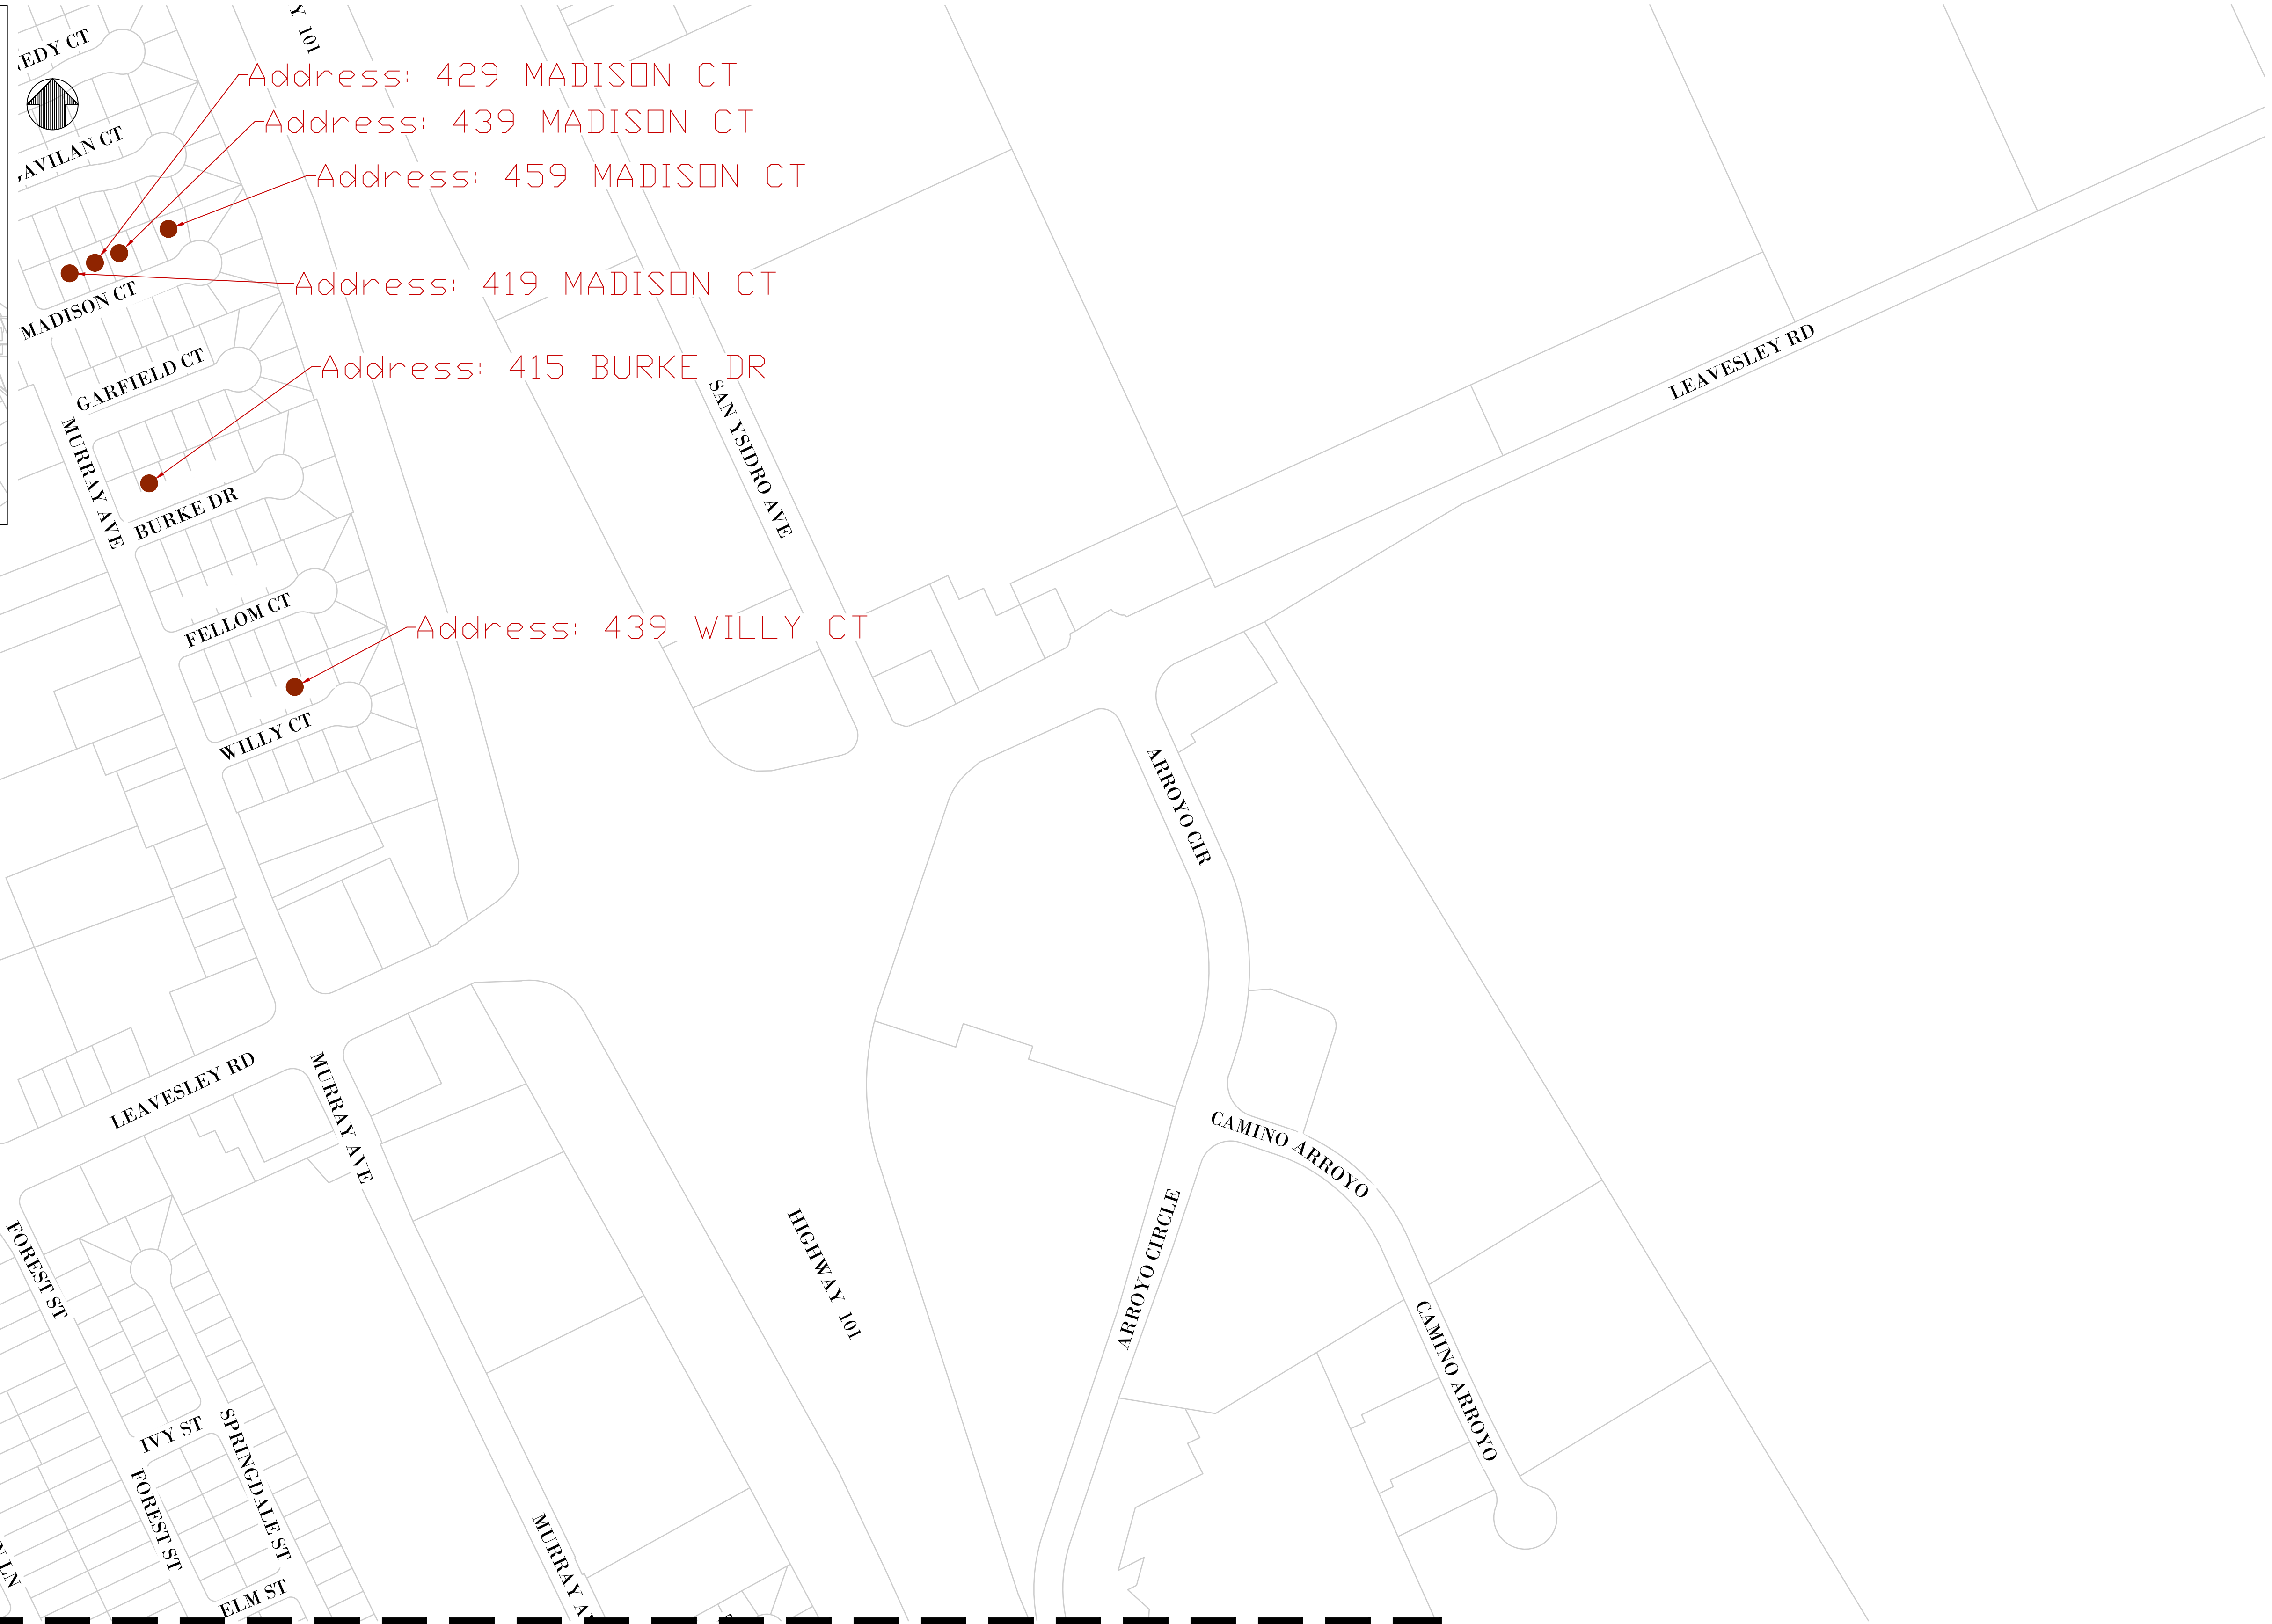 EDY CT
Y 101
Address: 429 MADISON CT
Address: 439 MADISON CT
AVILAN CT
Address: 459 MADISON CT
Address: 419 MADISON CT
MADISON CT
Address: 415 BURKE DR
GARFIELD CT
LEAVESLEY RD
SAN YSIDRO AVE
MURRAY AVE
BURKE DR
FELLOM CT
Address: 439 WILLY CT
WILLY CT
ARROYO CIR
LEAVESLEY RD
MURRAY AVE
CAMINO ARROYO
FOREST ST
HIGHWAY 101
ARROYO CIRCLE
CAMINO ARROYO
IVY ST
SPRINGDALE ST
FOREST ST
MURRAY A
LN
ELM ST